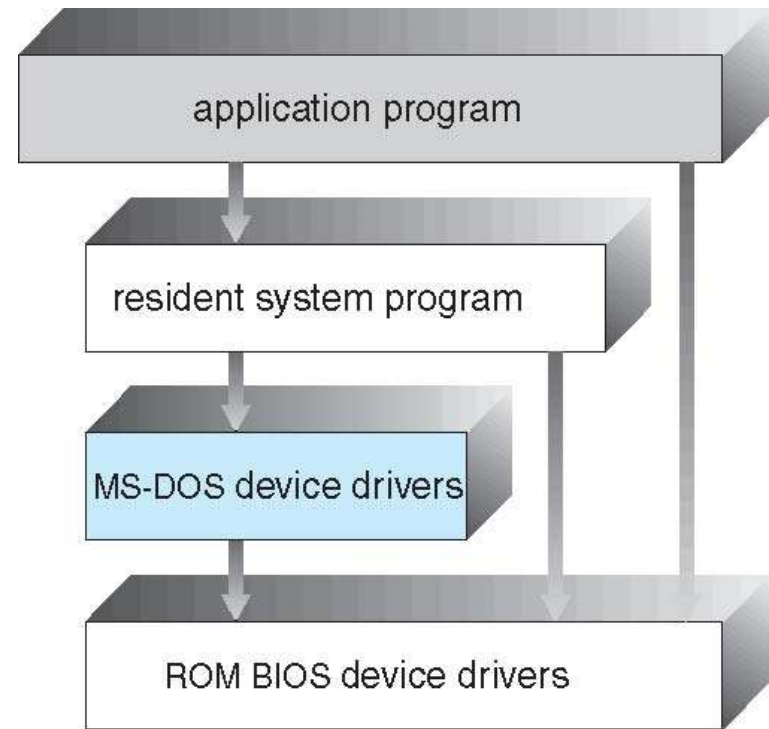 application program
resident system program
MS-DOS device drivers
ROM BIOS device drivers